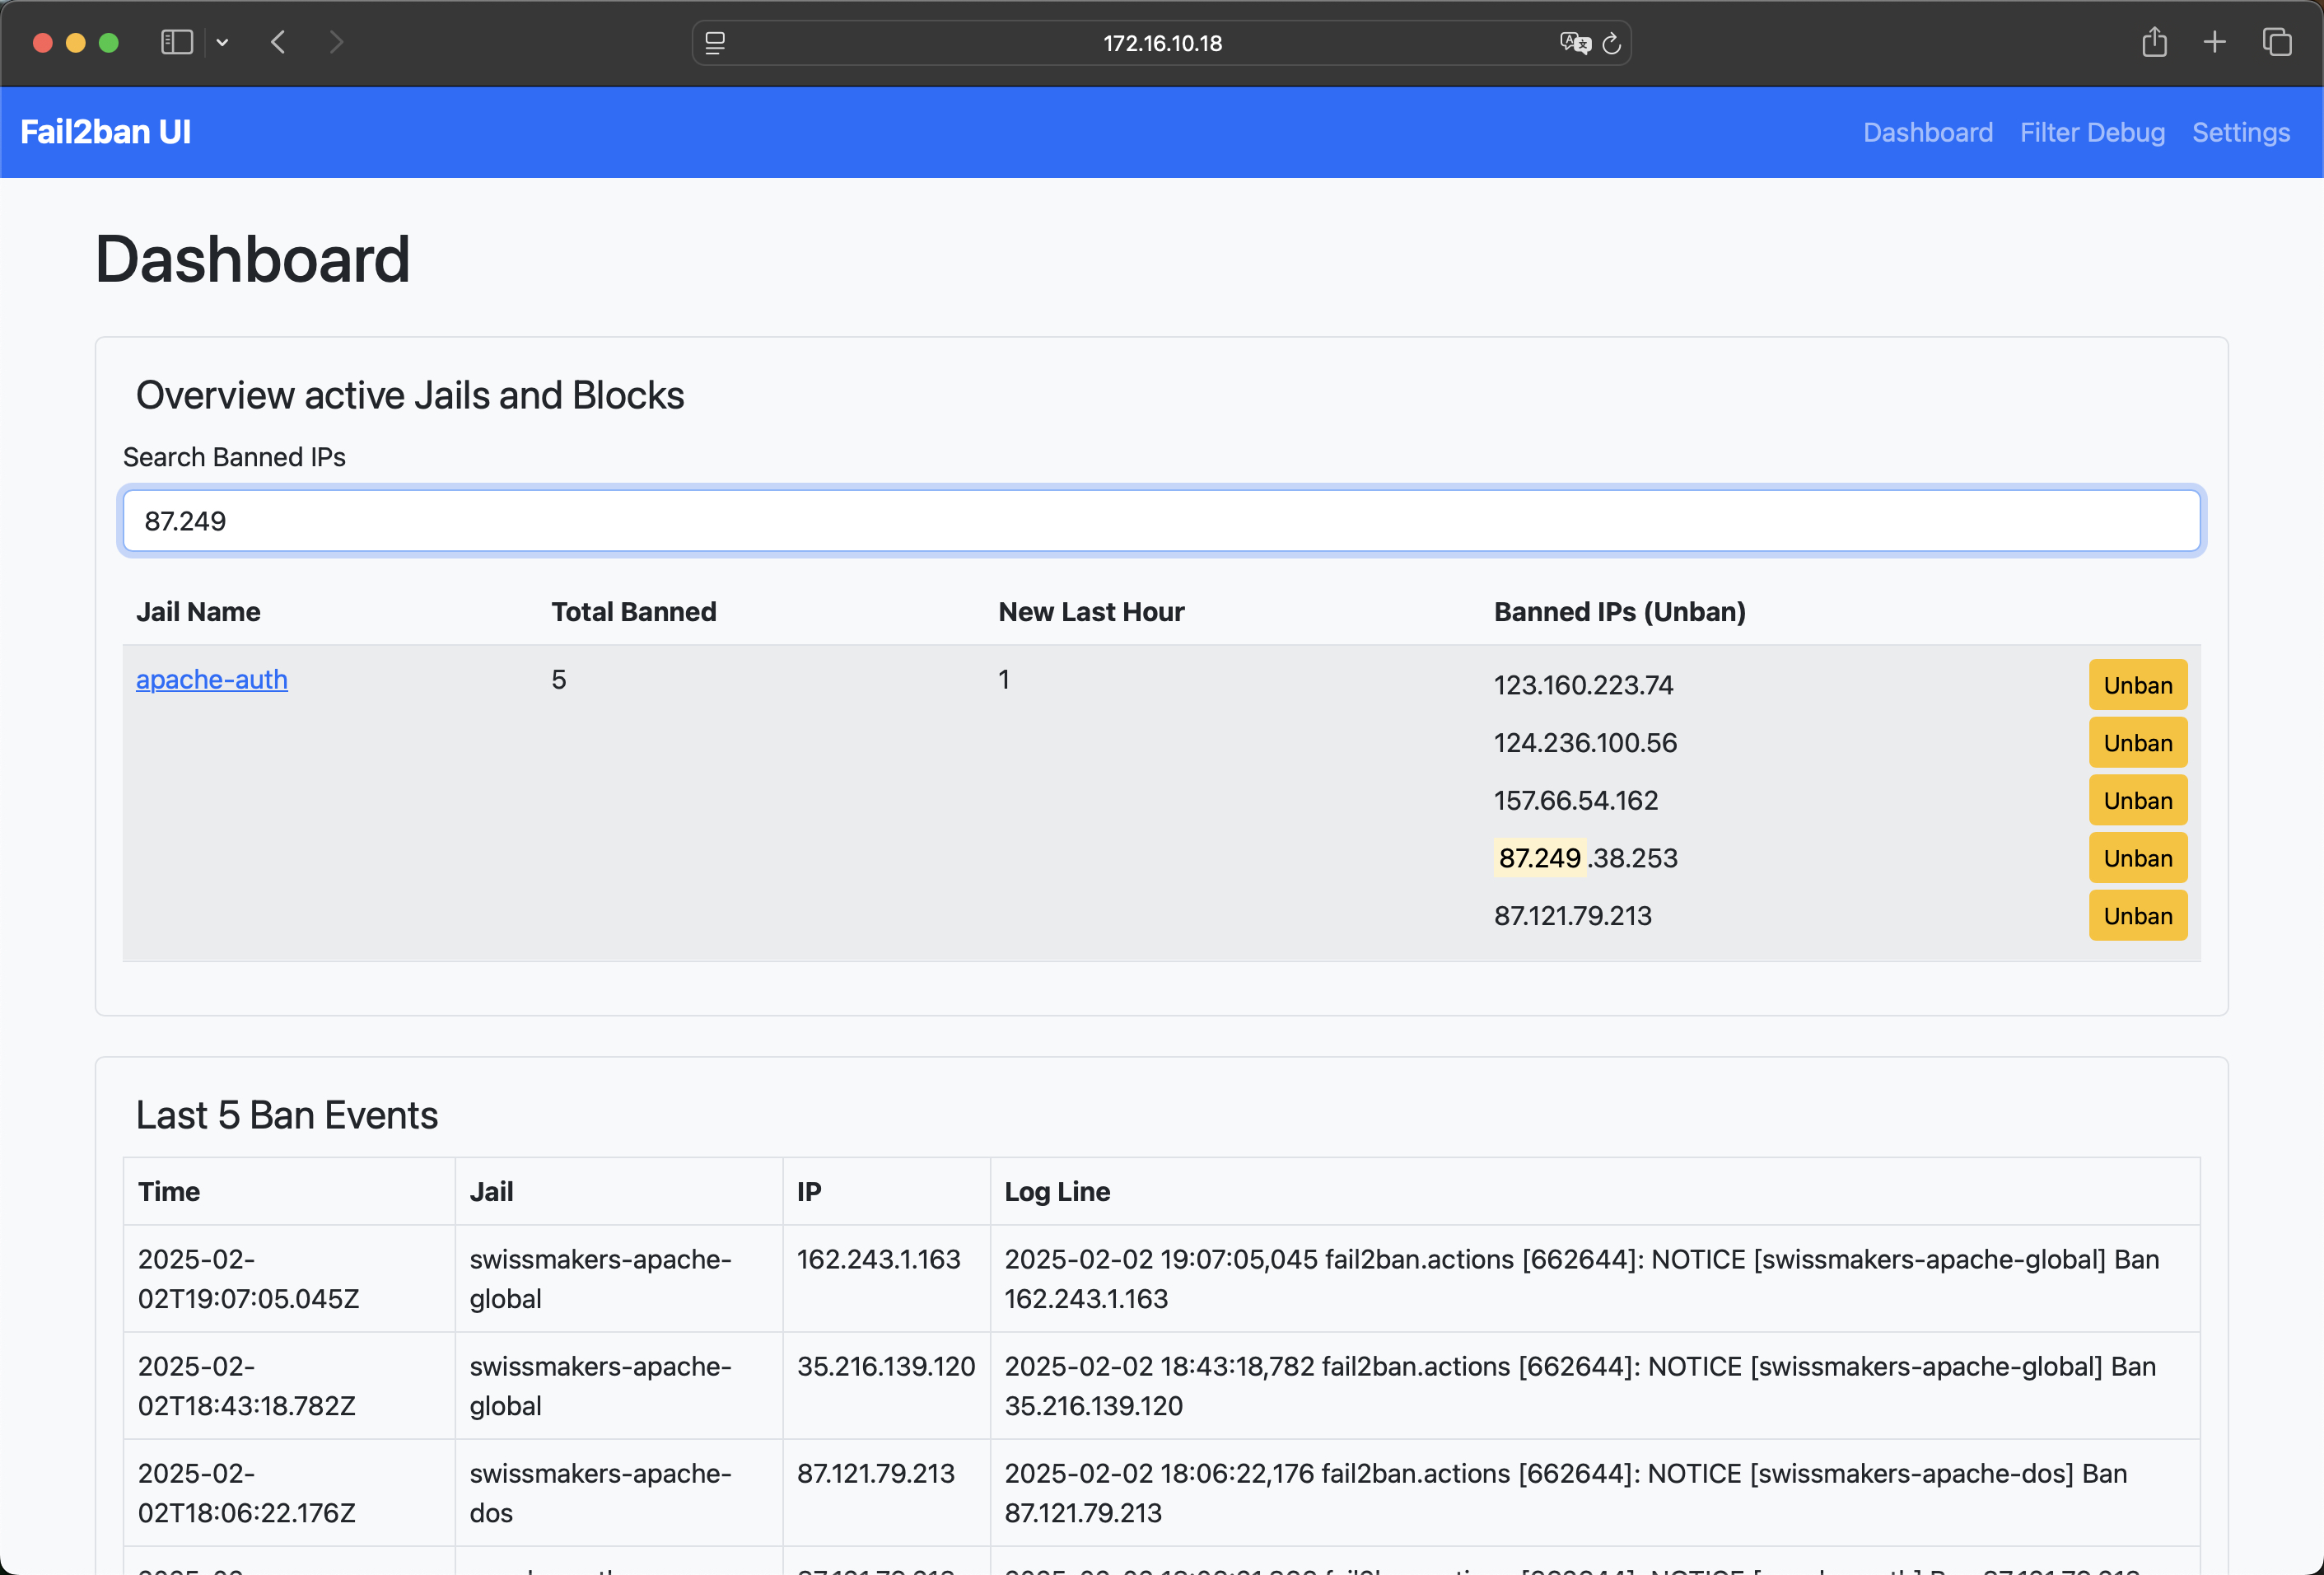 172.16.10.18
Fail2ban UI
Dashboard Filter Debug Settings
Dashboard
Overview active Jails and Blocks
Search Banned IPs
87.249
Jail Name Total Banned New Last Hour Banned IPs (Unban)
apache-auth 5 1 123.160.223.74 Unban
124.236.100.56 Unban
157.66.54.162 Unban
87.249.38.253 Unban
87.121.79.213 Unban
Last 5 Ban Events
Time Jail IP Log Line
2025-02- swissmakers-apache- 162.243.1.163 2025-02-02 19:07:05,045 fail2ban.actions [662644]: NOTICE [swissmakers-apache-global] Ban
02T19:07:05.045Z global 162.243.1.163
2025-02- swissmakers-apache- 35.216.139.120 2025-02-02 18:43:18,782 fail2ban.actions [662644]: NOTICE [swissmakers-apache-global] Ban
02T18:43:18.782Z global 35.216.139.120
2025-02- swissmakers-apache- 87.121.79.213 2025-02-02 18:06:22,176 fail2ban.actions [662644]: NOTICE [swissmakers-apache-dos] Ban
02T18:06:22.176Z dos 87.121.79.213